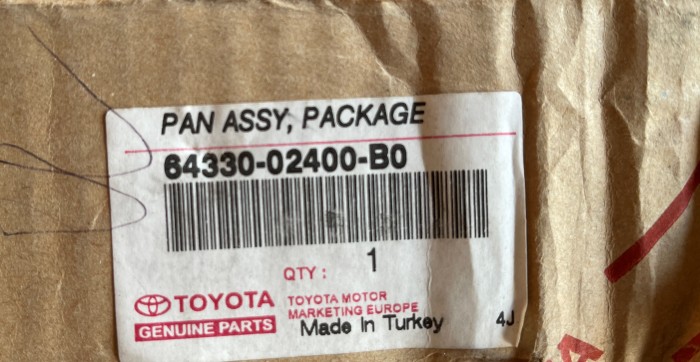 PAN ASSY, PACKAGE
64330-02400-B0
QTY : 1
TOYOTA
GENUINE PARTS
TOYOTA MOTOR
MARKETING EUROPE
Made In Turkey
4J